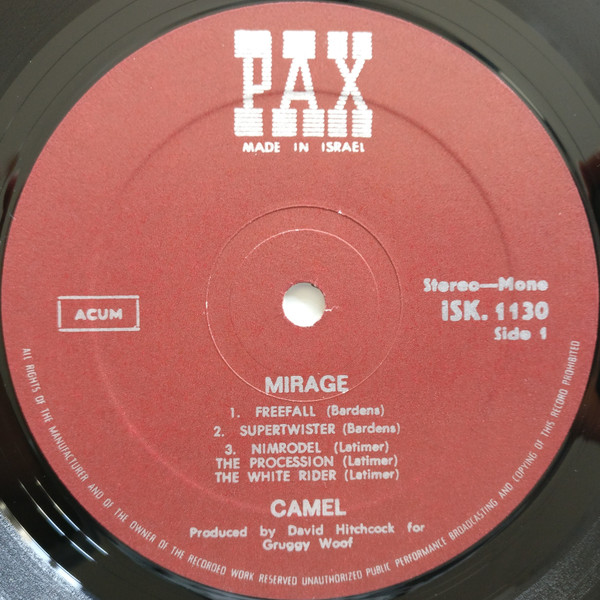 PAX
MADE IN ISRAEL
Stereo—Mono
ACUM
iSK. 1130
Side 1
MIRAGE
1. FREEFALL (Bardens)
2. SUPERTWISTER (Bardens)
3. NIMRODEL (Latimer)
THE PROCESSION (Latimer)
THE WHITE RIDER (Latimer)
CAMEL
Produced by David Hitchcock for
Gruggy Woof
ALL RIGHTS OF THE MANUFACTURER AND OF THE OWNER OF THE RECORDED WORK RESERVED UNAUTHORIZED PUBLIC PERFORMANCE BROADCASTING AND COPYING OF THIS RECORD PROHIBITED